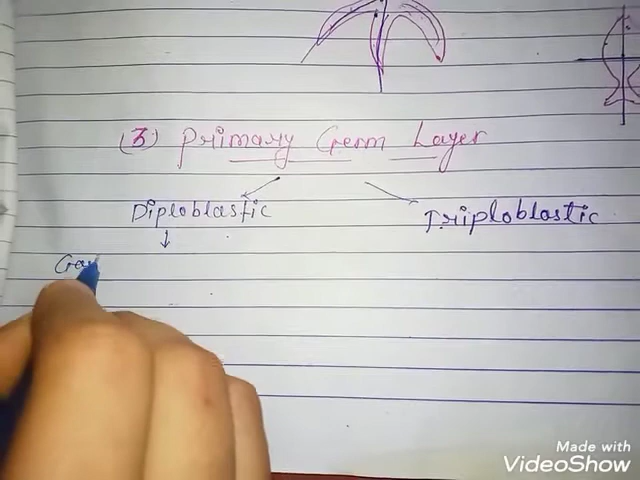 (3) Primary Germ Layer
Diploblastic
Triploblastic
Made with
VideoShow